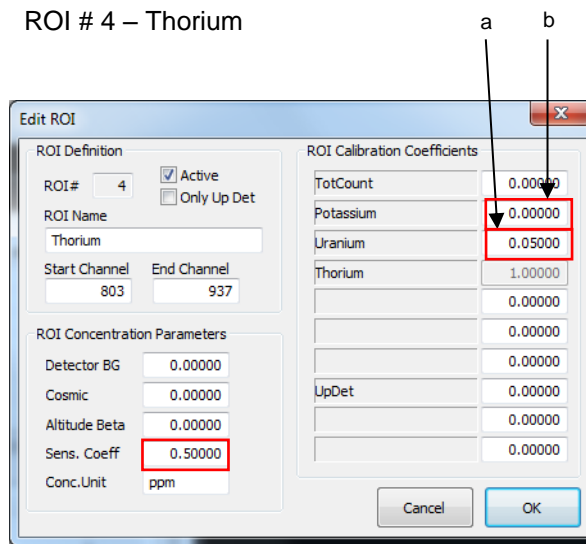 ROI # 4 – Thorium
a b
Edit ROI
ROI Definition
ROI# 4
Active
Only Up Det
ROI Name
Thorium
Start Channel End Channel
803 937
ROI Concentration Parameters
Detector BG 0.00000
Cosmic 0.00000
Altitude Beta 0.00000
Sens. Coeff 0.50000
Conc.Unit ppm
ROI Calibration Coefficients
TotCount 0.00000
Potassium 0.00000
Uranium 0.05000
Thorium 1.00000
0.00000
0.00000
0.00000
UpDet 0.00000
0.00000
0.00000
Cancel OK